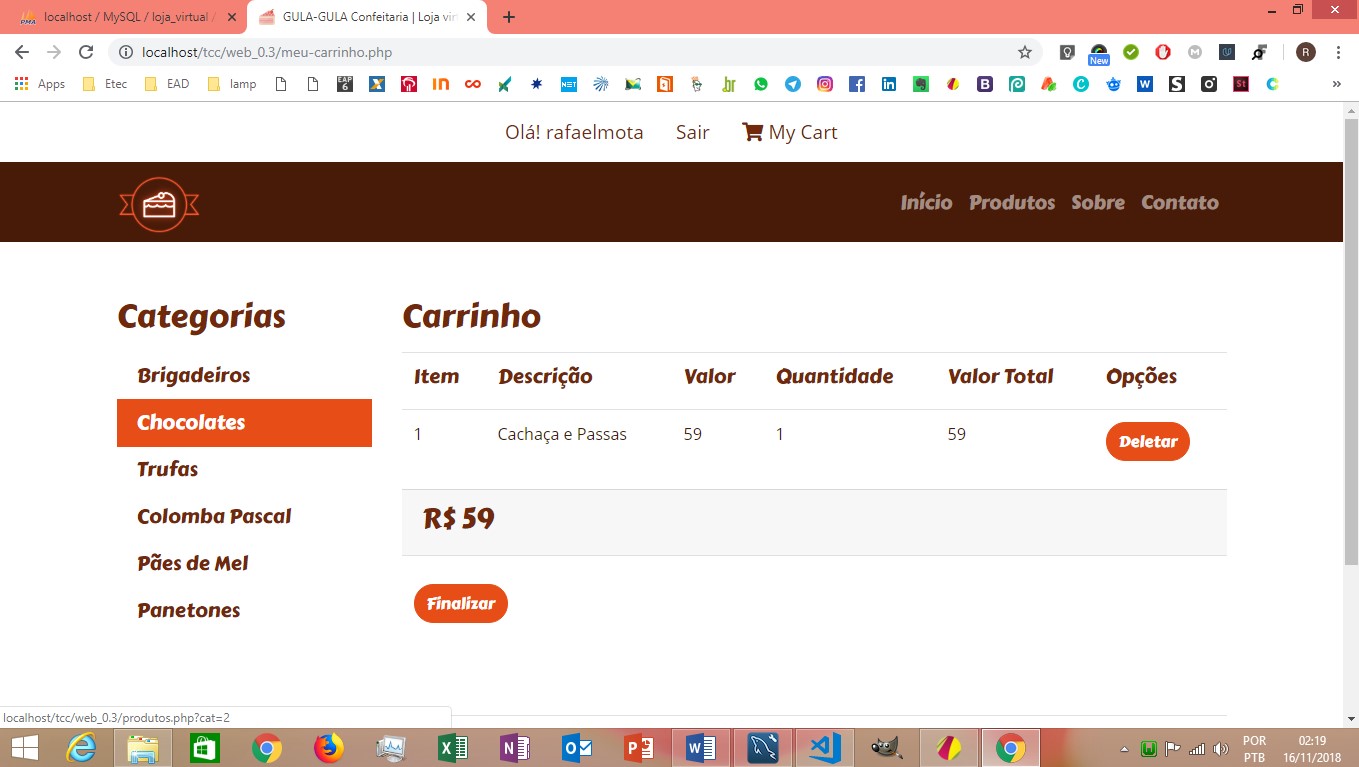 localhost / MySQL / loja_virtual /
GULA-GULA Confeitaria | Loja vir
localhost/tcc/web_0.3/meu-carrinho.php
New
R
Apps Etec EAD lamp
Olá! rafaelmota Sair My Cart
Início Produtos Sobre Contato
Categorias
Brigadeiros
Chocolates
Trufas
Colomba Pascal
Pães de Mel
Panetones
Carrinho
Item Descrição Valor Quantidade Valor Total Opções
1 Cachaça e Passas 59 1 59 Deletar
R$ 59
Finalizar
localhost/tcc/web_0.3/produtos.php?cat=2
POR 02:19
PTB 16/11/2018